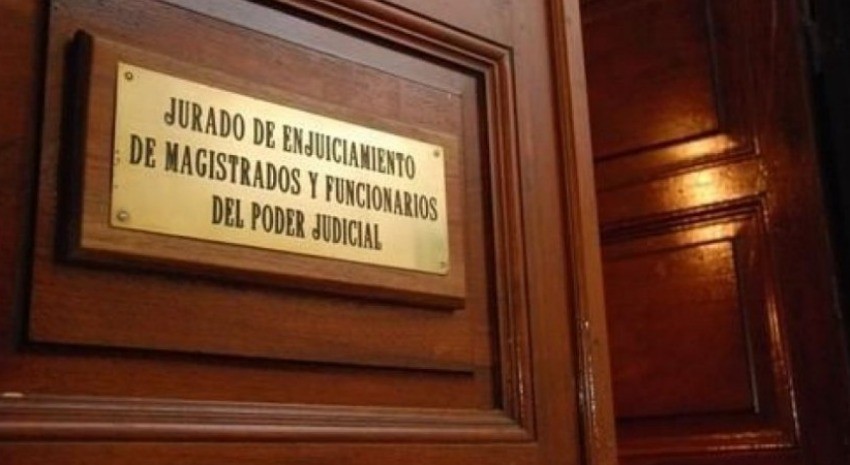 JURADO DE ENJUICIAMIENTO
DE MAGISTRADOS Y FUNCIONARIOS
DEL PODER JUDICIAL